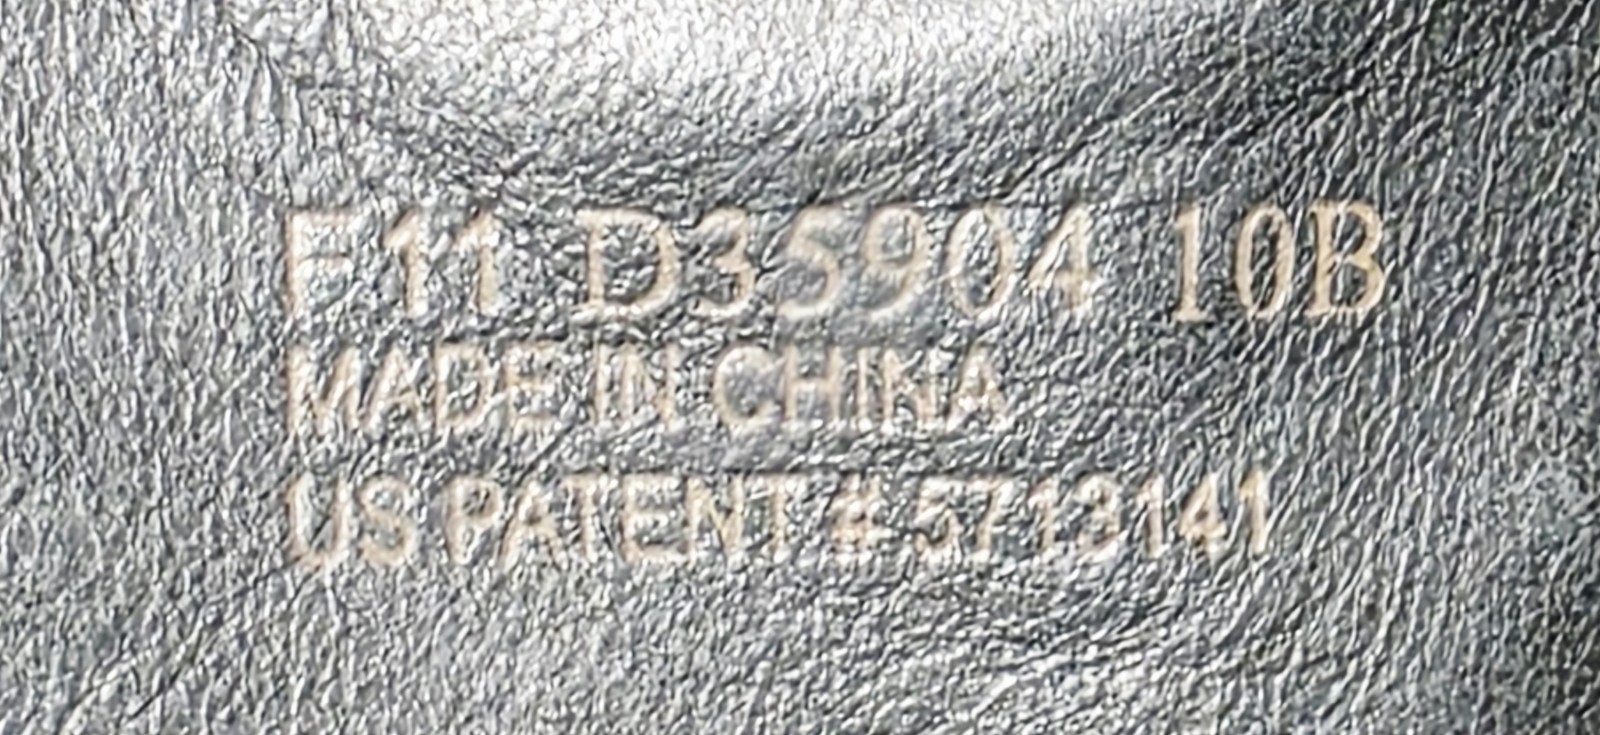 F11 D35904 10B
MADE IN CHINA
US PATENT # 5713141